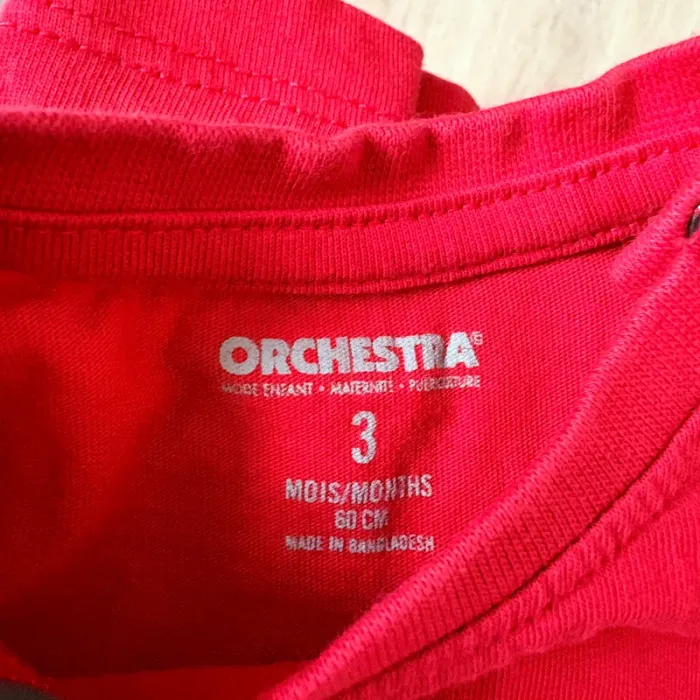 ORCHESTRA®
MODE ENFANT • MATERNITÉ • PUÉRICULTURE
3
MOIS/MONTHS
60 CM
MADE IN BANGLADESH